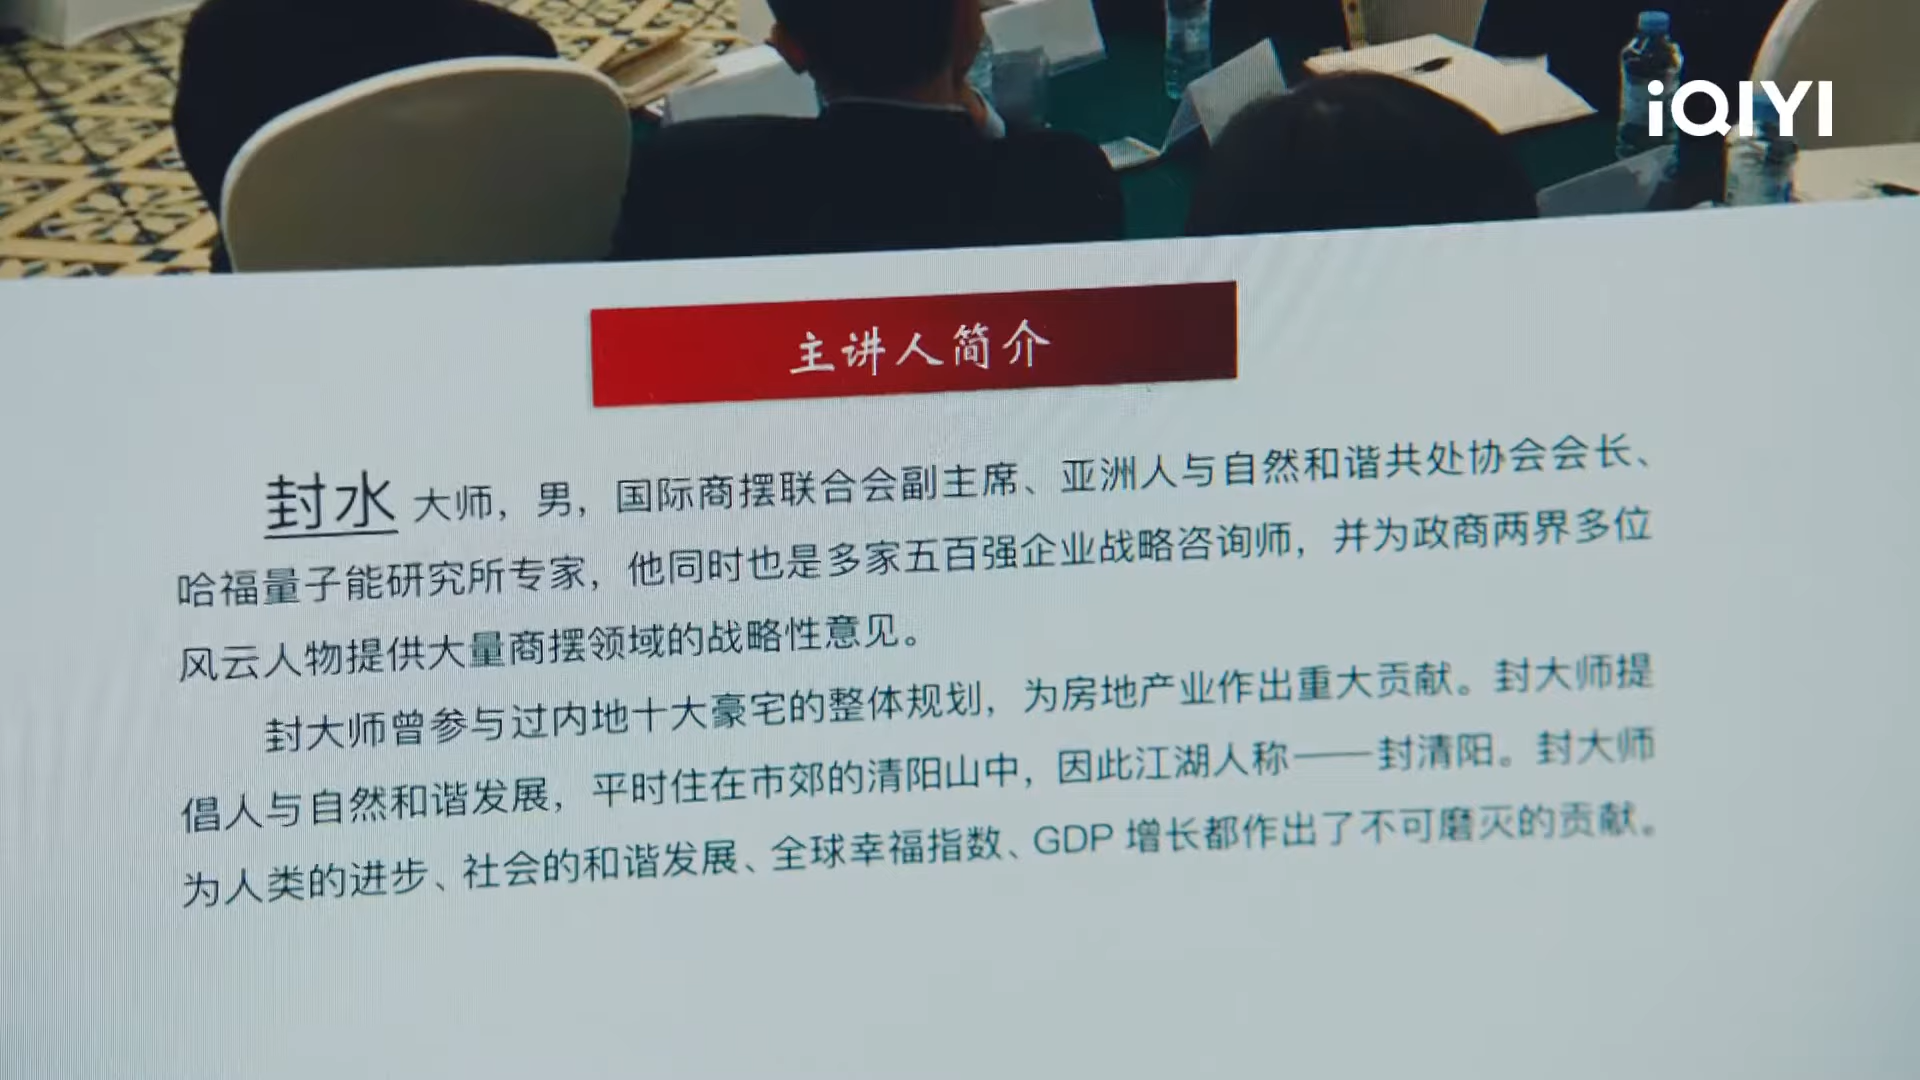 iQIYI
主讲人简介
封水 大师，男，国际商摆联合会副主席、亚洲人与自然和谐共处协会会长、
哈福量子能研究所专家，他同时也是多家五百强企业战略咨询师，并为政商两界多位
风云人物提供大量商摆领域的战略性意见。
封大师曾参与过内地十大豪宅的整体规划，为房地产业作出重大贡献。封大师提
倡人与自然和谐发展，平时住在市郊的清阳山中，因此江湖人称——封清阳。封大师
为人类的进步、社会的和谐发展、全球幸福指数、GDP 增长都作出了不可磨灭的贡献。